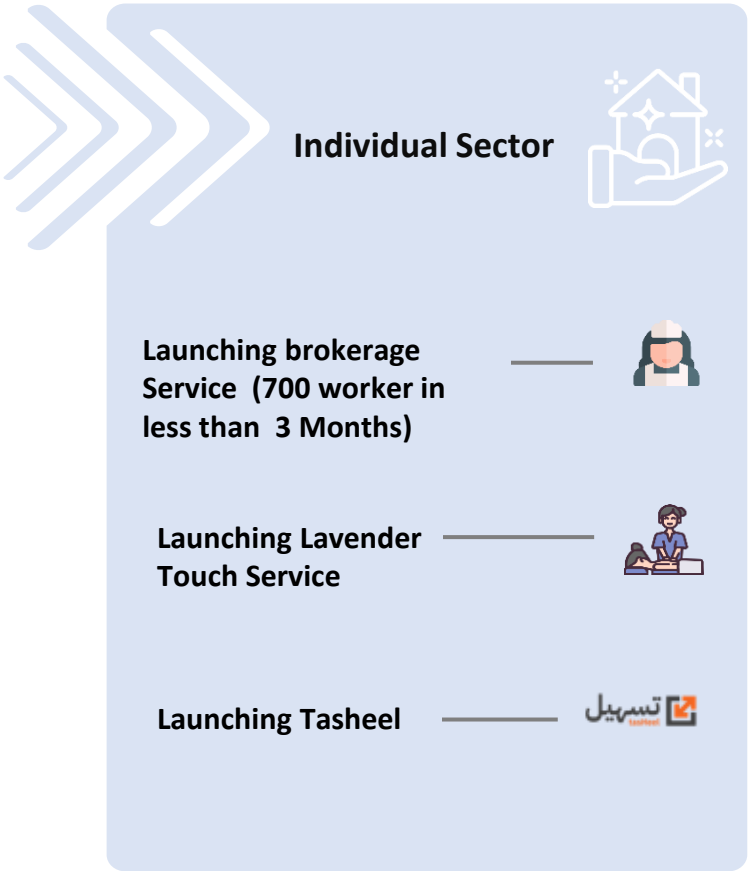 Individual Sector
Launching brokerage
Service (700 worker in
less than 3 Months)
Launching Lavender
Touch Service
Launching Tasheel
تسهيل
tasHeel